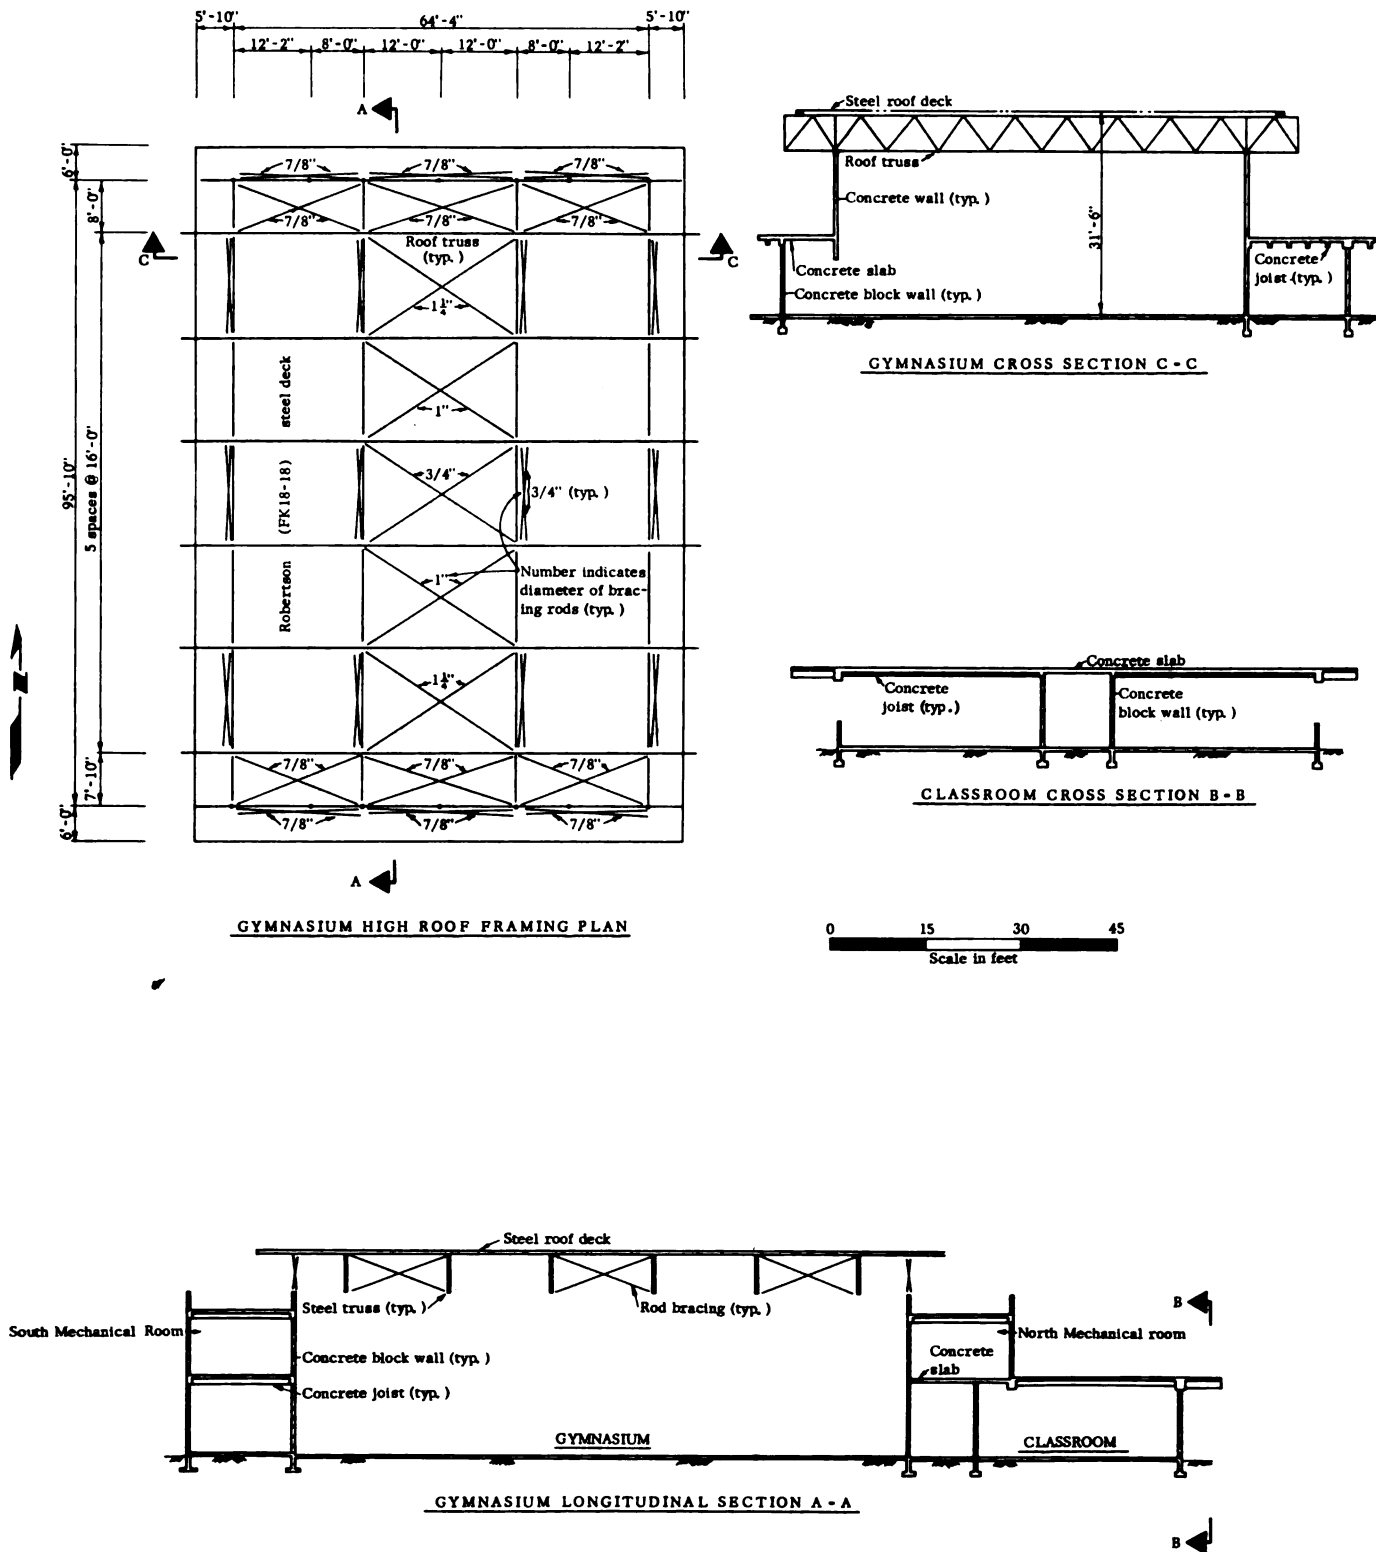 5'-10"
64'-4"
5'-10"
12'-2"
8'-0"
12'-0"
12'-0"
8'-0"
12'-2"
A
6'-0"
7/8"
7/8"
7/8"
8'-0"
7/8"
7/8"
7/8"
C
Roof truss
(typ.)
C
1 1/4"
1"
steel deck
95'-10"
5 spaces @ 16'-0"
3/4"
(FK 18-18)
3/4" (typ.)
1"
Number indicates
diameter of brac-
ing rods (typ.)
Robertson
N
1 1/4"
7'-10"
7/8"
7/8"
7/8"
6'-0"
7/8"
7/8"
7/8"
A
GYMNASIUM HIGH ROOF FRAMING PLAN
Steel roof deck
Roof truss
Concrete wall (typ.)
31'-6"
Concrete slab
Concrete block wall (typ.)
Concrete
joist (typ.)
GYMNASIUM CROSS SECTION C-C
Concrete slab
Concrete
joist (typ.)
Concrete
block wall (typ.)
CLASSROOM CROSS SECTION B-B
0
15
30
45
Scale in feet
Steel roof deck
Steel truss (typ.)
Rod bracing (typ.)
B
South Mechanical Room
North Mechanical room
Concrete block wall (typ.)
Concrete
slab
Concrete joist (typ.)
GYMNASIUM
CLASSROOM
GYMNASIUM LONGITUDINAL SECTION A-A
B